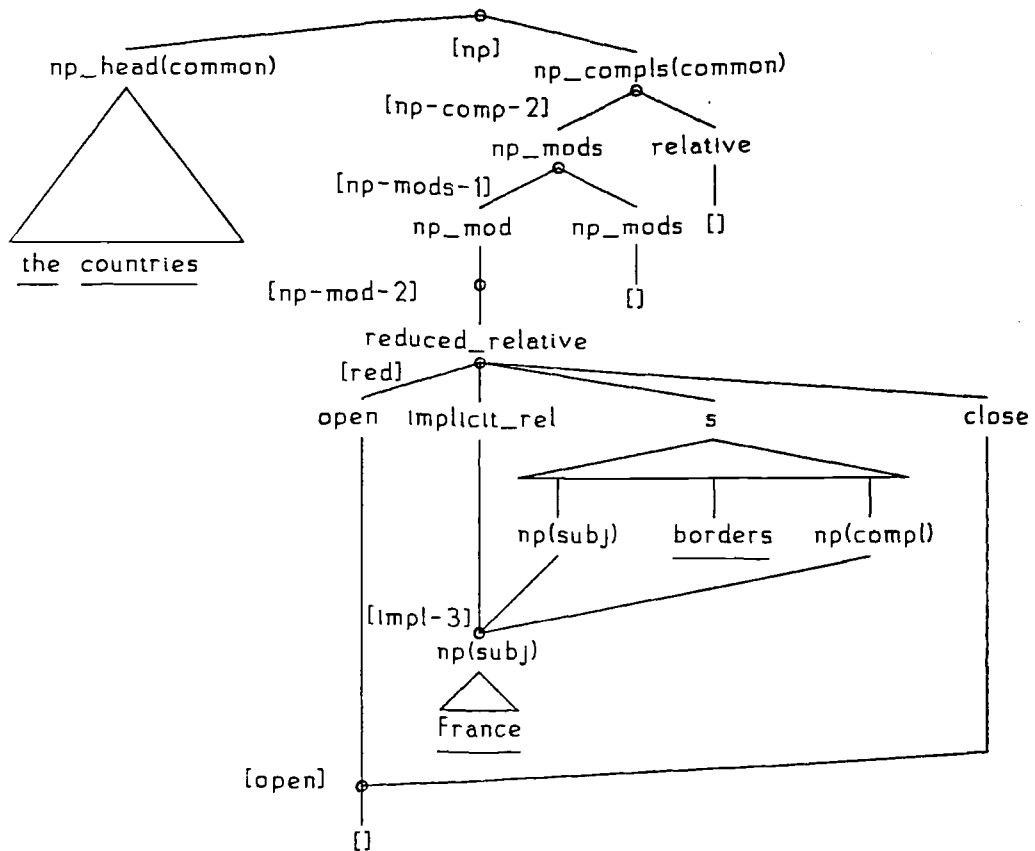 [np]
np_head(common) np_compls(common)
[np-comp-2]
np_mods relative
[np-mods-1]
np_mod np_mods []
the countries
[np-mod-2] []
reduced_relative
[red]
open implicit_rel s close
np(subj) borders np(compl)
[impl-3]
np(subj)
France
[open]
[]